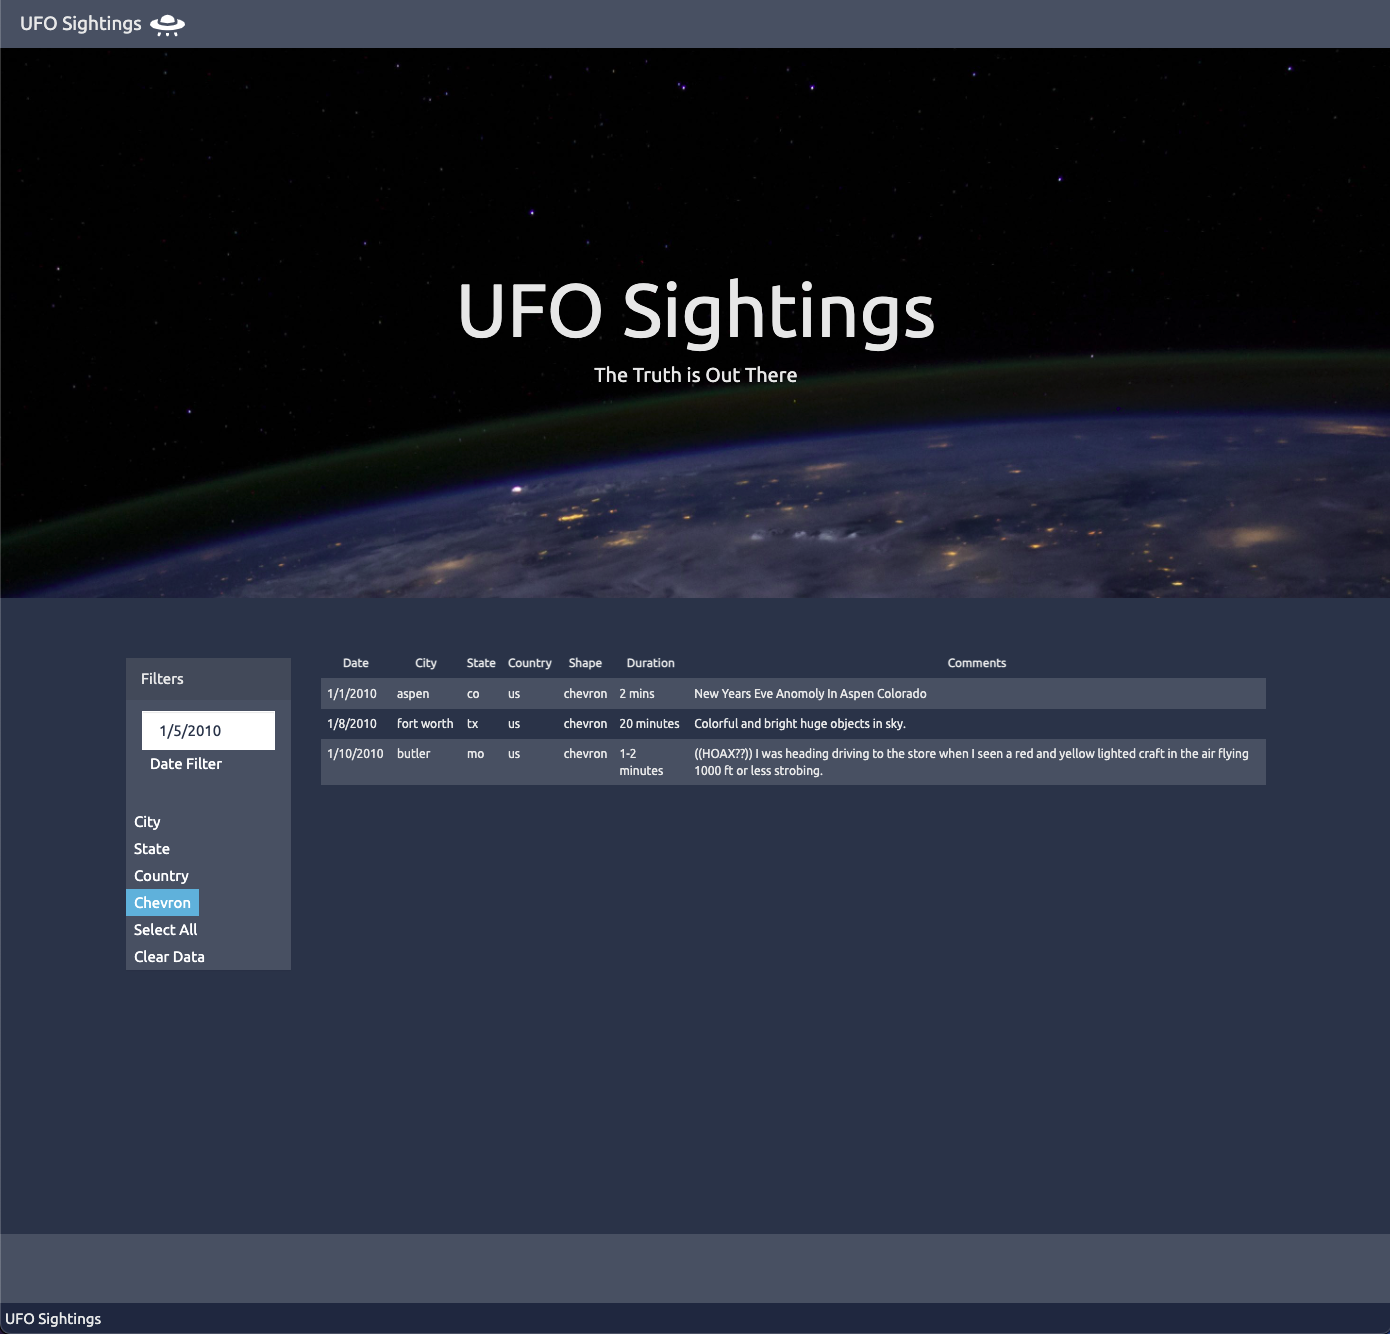 UFO Sightings
UFO Sightings
The Truth is Out There
Filters
1/5/2010
Date Filter
City
State
Country
Chevron
Select All
Clear Data
Date City State Country Shape Duration Comments
1/1/2010 aspen co us chevron 2 mins New Years Eve Anomoly In Aspen Colorado
1/8/2010 fort worth tx us chevron 20 minutes Colorful and bright huge objects in sky.
1/10/2010 butler mo us chevron 1-2 ((HOAX??)) I was heading driving to the store when I seen a red and yellow lighted craft in the air flying
minutes 1000 ft or less strobing.
UFO Sightings